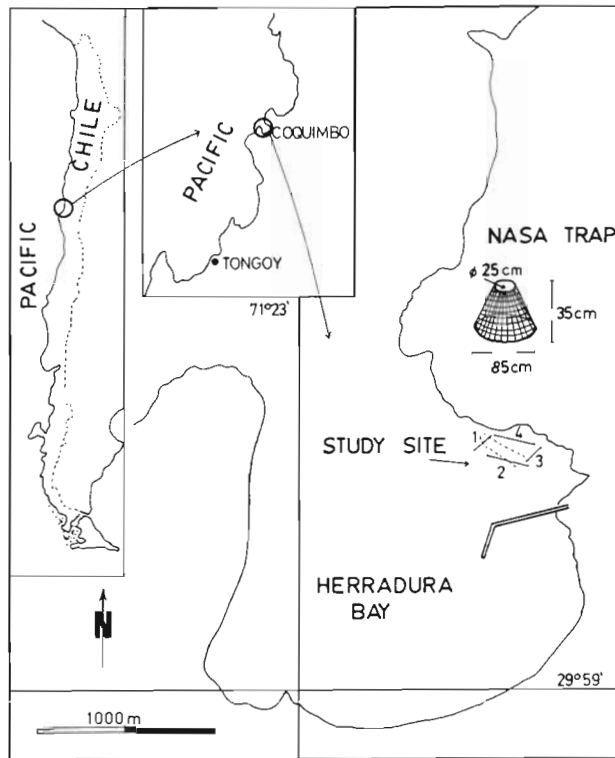 PACIFIC
CHILE
PACIFIC
COQUIMBO
TONGOY
71°23'
NASA TRAP
ø 25 cm
35cm
85cm
STUDY SITE
1
4
3
2
HERRADURA
BAY
N
29°59'
1000 m